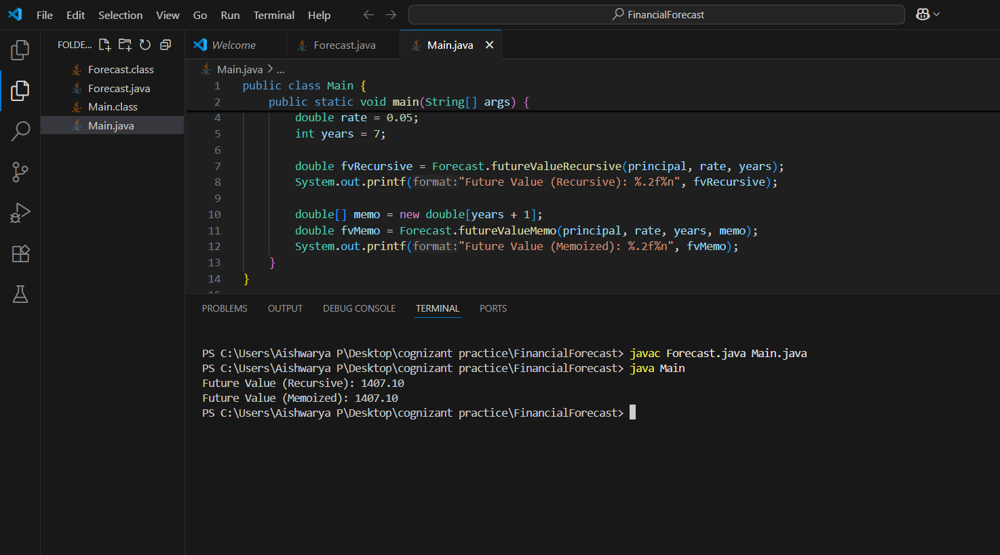 File Edit Selection View Go Run Terminal Help FinancialForecast
FOLDE...
Forecast.class
Forecast.java
Main.class
Main.java
Welcome Forecast.java Main.java
Main.java > ...
1 public class Main {
2 public static void main(String[] args) {
4 double rate = 0.05;
5 int years = 7;
6
7 double fvRecursive = Forecast.futureValueRecursive(principal, rate, years);
8 System.out.printf(format:"Future Value (Recursive): %.2f%n", fvRecursive);
9
10 double[] memo = new double[years + 1];
11 double fvMemo = Forecast.futureValueMemo(principal, rate, years, memo);
12 System.out.printf(format:"Future Value (Memoized): %.2f%n", fvMemo);
13 }
14 }
15
PROBLEMS OUTPUT DEBUG CONSOLE TERMINAL PORTS
PS C:\Users\Aishwarya P\Desktop\cognizant practice\FinancialForecast> javac Forecast.java Main.java
PS C:\Users\Aishwarya P\Desktop\cognizant practice\FinancialForecast> java Main
Future Value (Recursive): 1407.10
Future Value (Memoized): 1407.10
PS C:\Users\Aishwarya P\Desktop\cognizant practice\FinancialForecast>